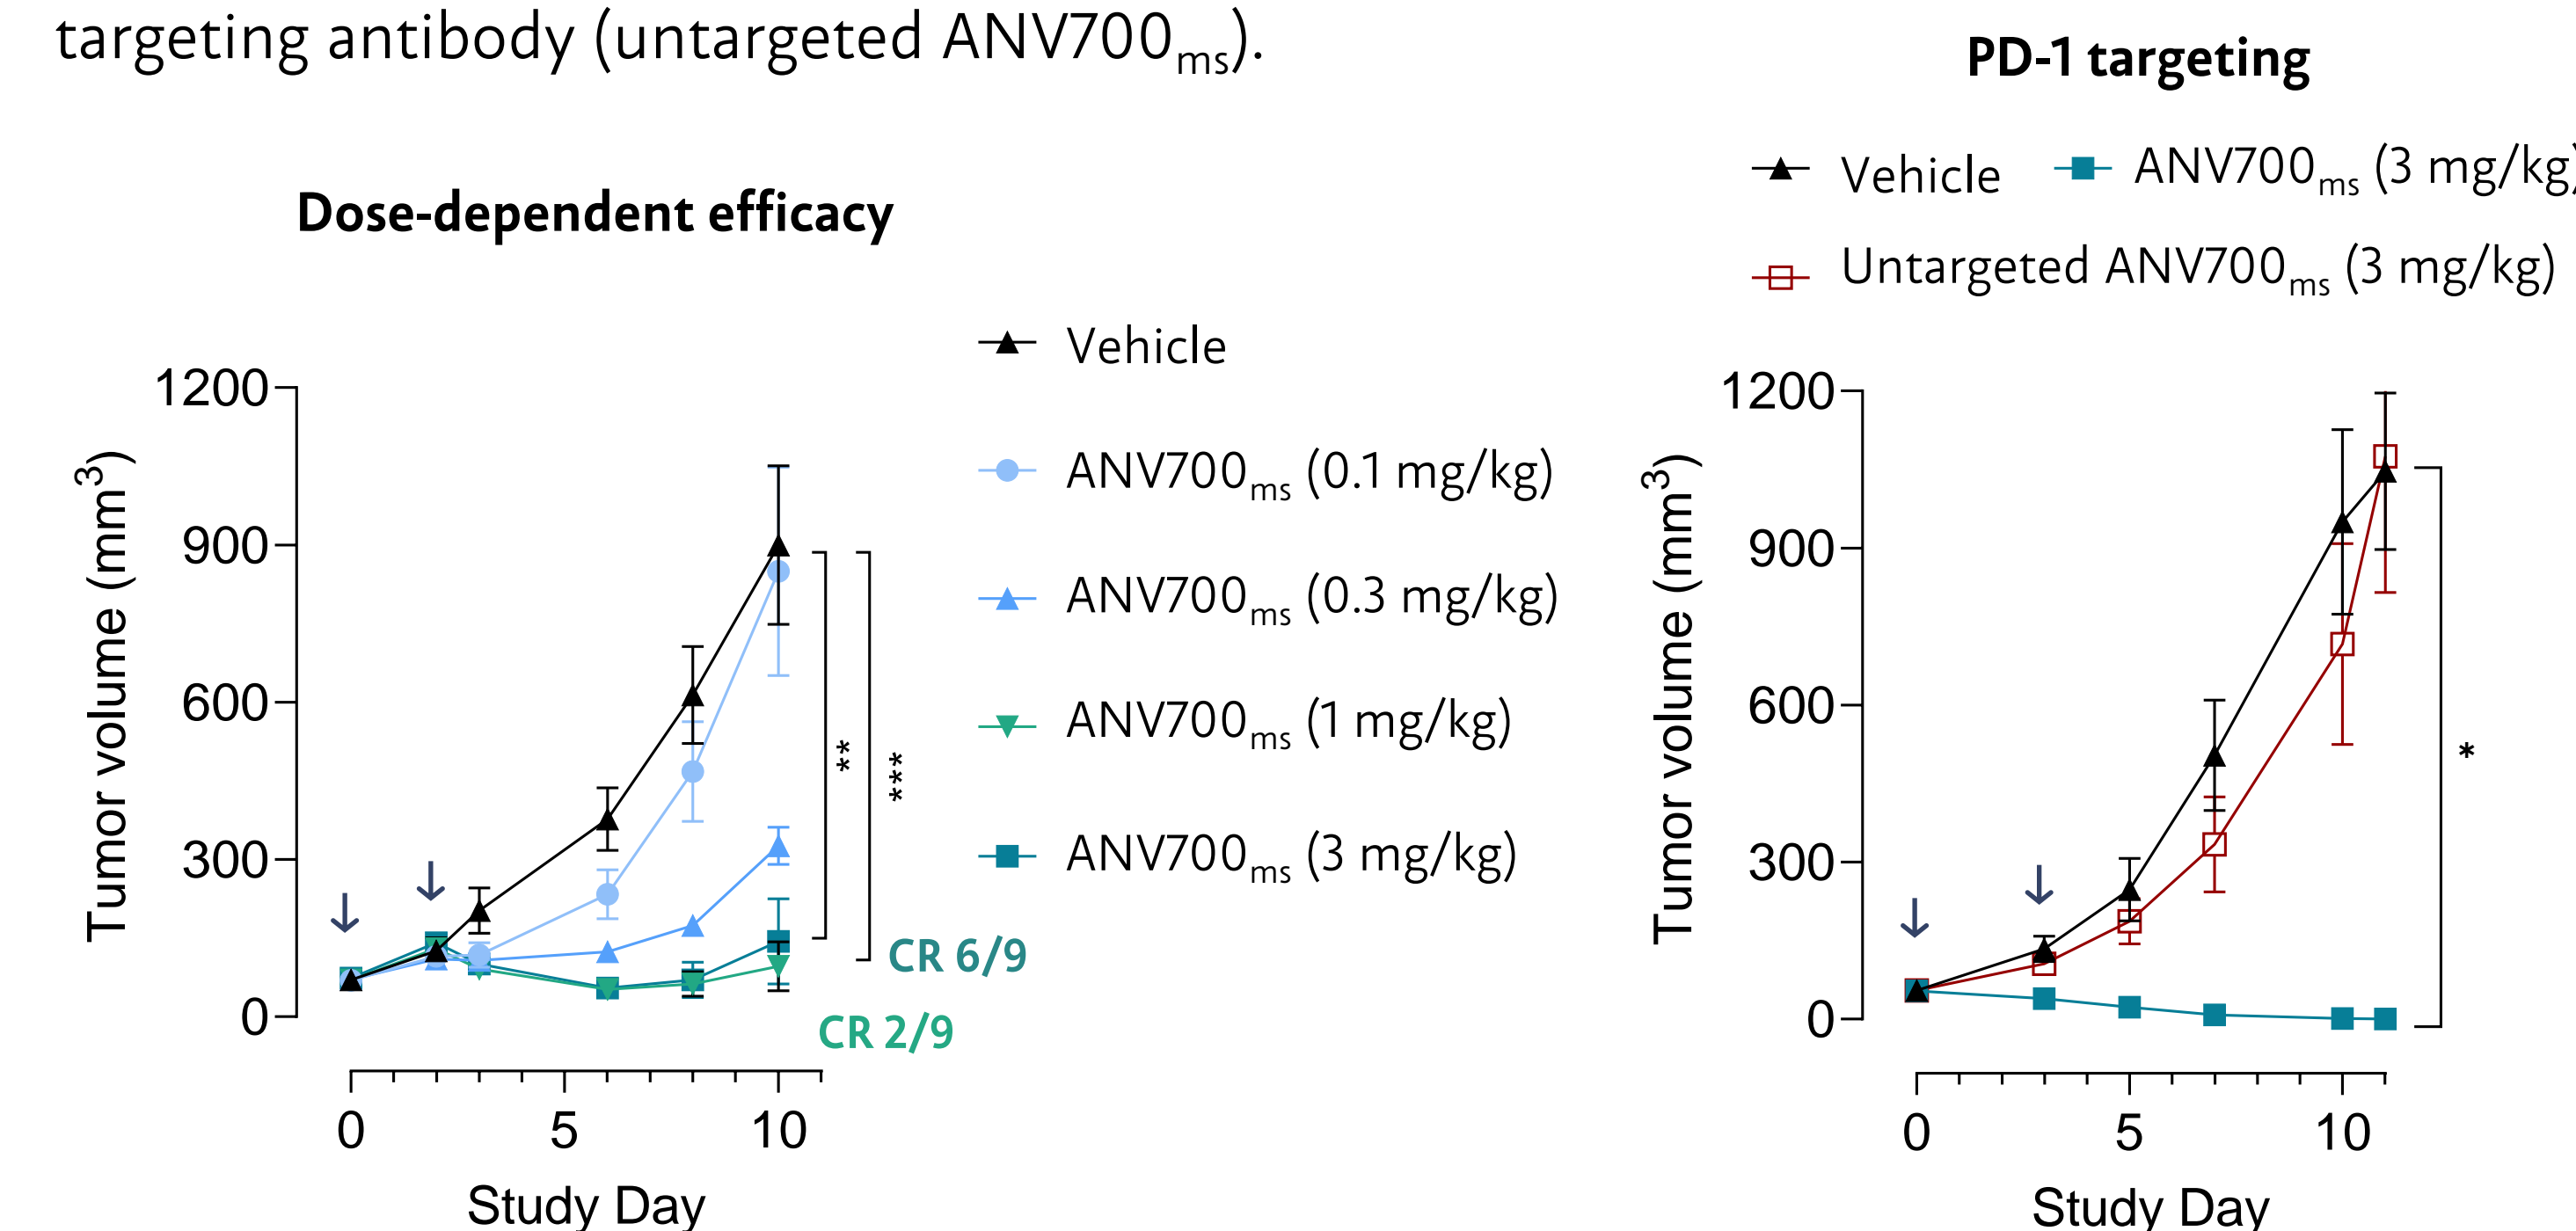 targeting antibody (untargeted ANV700ms).
Dose-dependent efficacy
Vehicle
ANV700ms (0.1 mg/kg)
ANV700ms (0.3 mg/kg)
ANV700ms (1 mg/kg)
ANV700ms (3 mg/kg)
Tumor volume (mm3)
1200
900
600
300
0
**
***
CR 6/9
CR 2/9
0 5 10
Study Day
PD-1 targeting
Vehicle ANV700ms (3 mg/kg)
Untargeted ANV700ms (3 mg/kg)
Tumor volume (mm3)
1200
900
600
300
0
*
0 5 10
Study Day